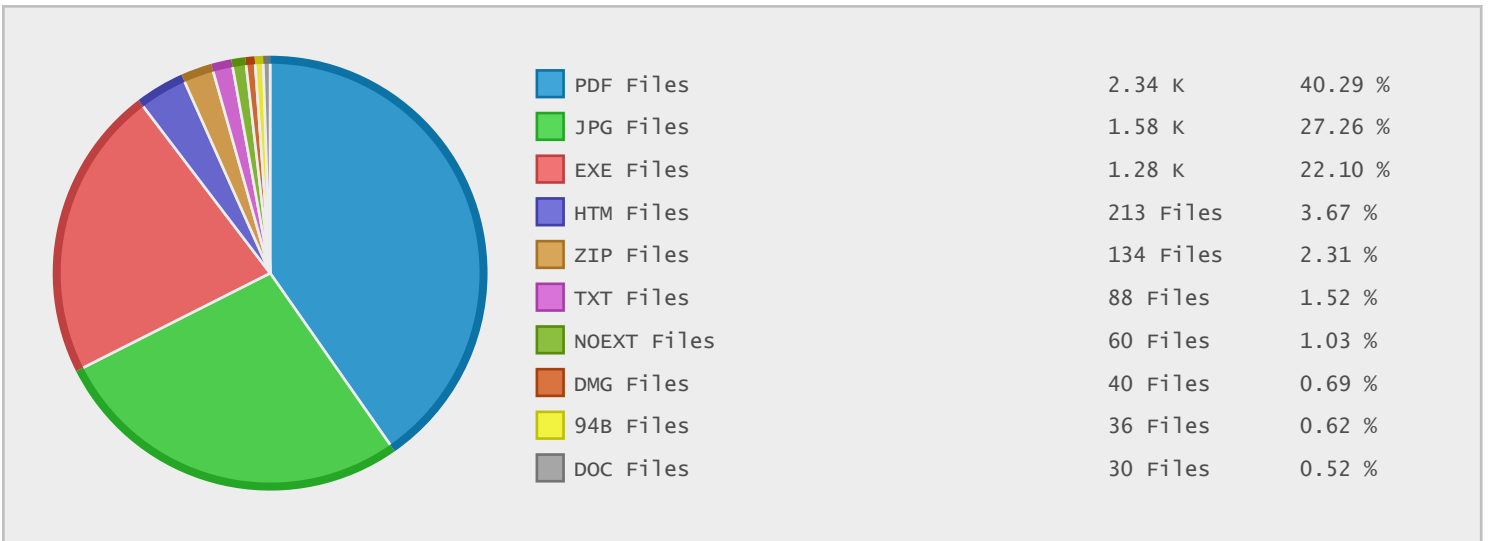 PDF Files 2.34 K 40.29 %
JPG Files 1.58 K 27.26 %
EXE Files 1.28 K 22.10 %
HTM Files 213 Files 3.67 %
ZIP Files 134 Files 2.31 %
TXT Files 88 Files 1.52 %
NOEXT Files 60 Files 1.03 %
DMG Files 40 Files 0.69 %
94B Files 36 Files 0.62 %
DOC Files 30 Files 0.52 %